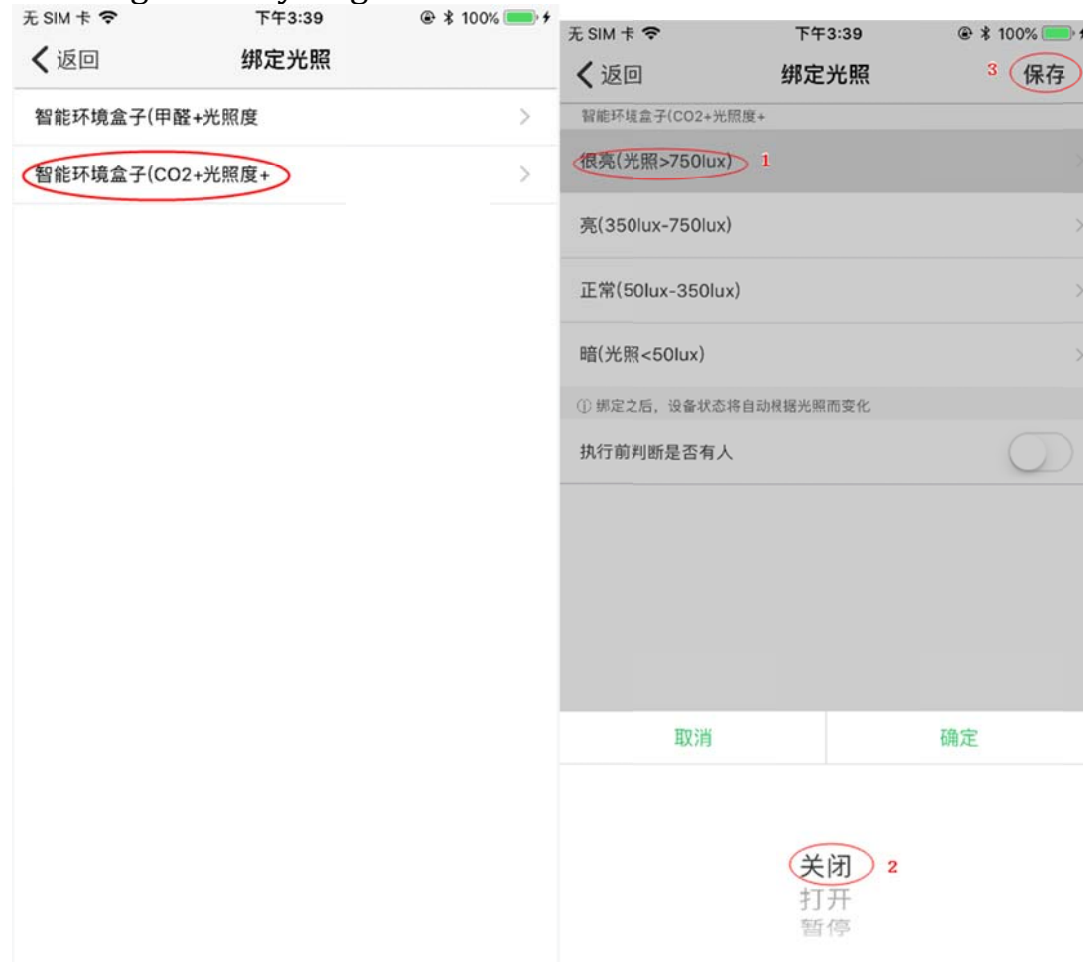 无 SIM 卡 下午3:39 100%
返回 绑定光照
智能环境盒子(甲醛+光照度
智能环境盒子(CO2+光照度+
无 SIM 卡 下午3:39 100%
返回 绑定光照 3 保存
智能环境盒子(CO2+光照度+
很亮(光照>750lux) 1
亮(350lux-750lux)
正常(50lux-350lux)
暗(光照<50lux)
① 绑定之后，设备状态将自动根据光照而变化
执行前判断是否有人
取消 确定
关闭 2
打开
暂停